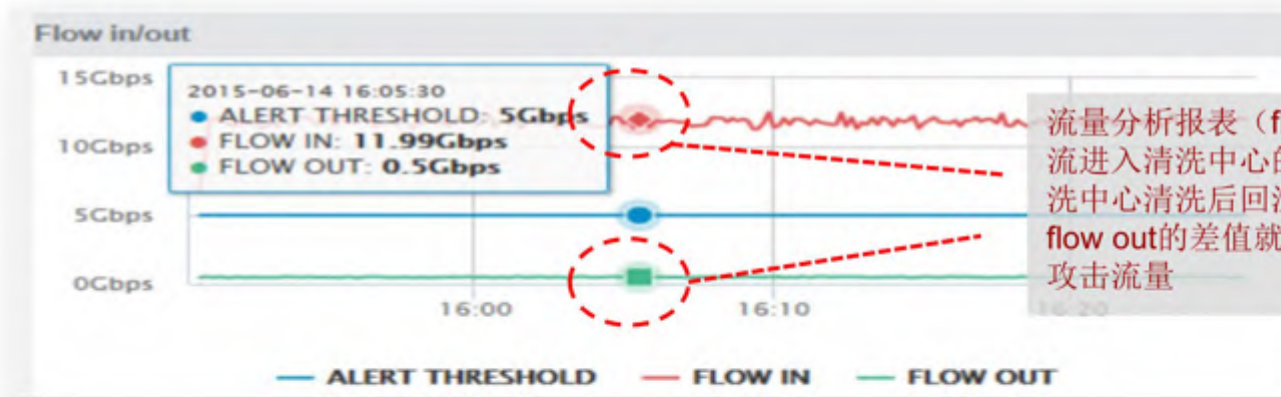 Flow in/out
15Gbps
2015-06-14 16:05:30
ALERT THRESHOLD: 5Gbps
FLOW IN: 11.99Gbps
FLOW OUT: 0.5Gbps
10Gbps
5Gbps
0Gbps
流量分析报表（f
流进入清洗中心的
洗中心清洗后回
flow out的差值就
攻击流量
16:00 16:10 16:20
ALERT THRESHOLD FLOW IN FLOW OUT